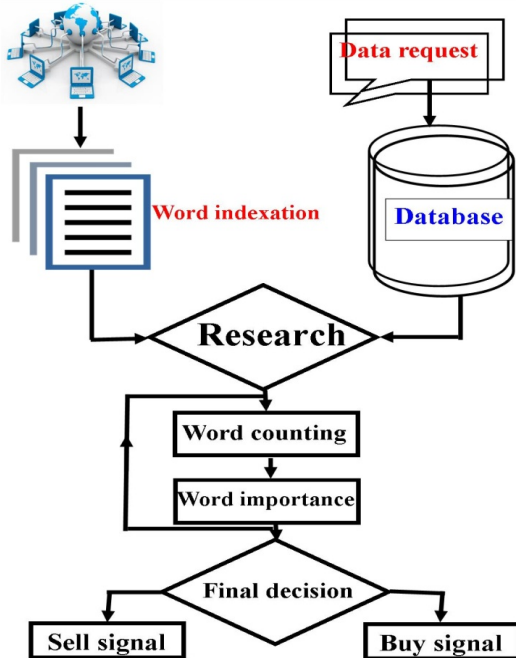 Data request
Word indexation
Database
Research
Word counting
Word importance
Final decision
Sell signal
Buy signal